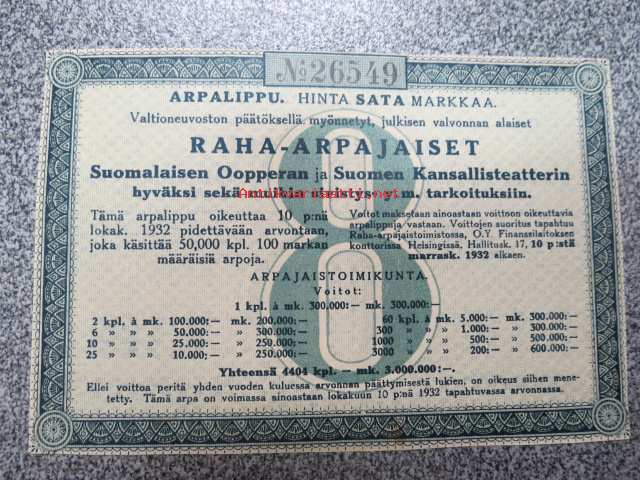 №26549
ARPALIPPU. HINTA SATA MARKKAA.
Valtioneuvoston päätöksellä myönnetyt, julkisen valvonnan alaiset
RAHA-ARPAJAISET
Suomalaisen Oopperan ja Suomen Kansallisteatterin
hyväksi sekä muihin sivistys- y.m. tarkoituksiin.
8
Tämä arpalippu oikeuttaa 10 p:nä
lokak. 1932 pidettävään arvontaan,
joka käsittää 50,000 kpl. 100 markan
määräisiä arpoja.
Voitot maksetaan ainoastaan voittoon oikeuttavia
arpalippuja vastaan. Voittojen suoritus tapahtuu
Raha-arpajaistoimistossa, O.Y. Finanslaitoksen
konttorissa Helsingissä, Hallitusk. 17, 10 p:stä
marrask. 1932 alkaen.
ARPAJAISTOIMIKUNTA.
Voitot:
1 kpl. à mk. 300.000:— mk. 300.000:—
2 kpl. à mk. 100.000:— mk. 200.000:—
6 » » » 50.000:— » 300.000:—
10 » » » 25.000:— » 250.000:—
25 » » » 10.000:— » 250.000:—
60 kpl. à mk. 5.000:— mk. 300.000:—
300 » » » 1.000:— » 300.000:—
1000 » » » 500:— » 500.000:—
3000 » » » 200:— » 600.000:—
Yhteensä 4404 kpl. — mk. 3.000.000:—.
Ellei voittoa peritä yhden vuoden kuluessa arvonnan päättymisestä lukien, on oikeus siihen mene-
tetty. Tämä arpa on voimassa ainoastaan lokakuun 10 p:nä 1932 tapahtuvassa arvonnassa.